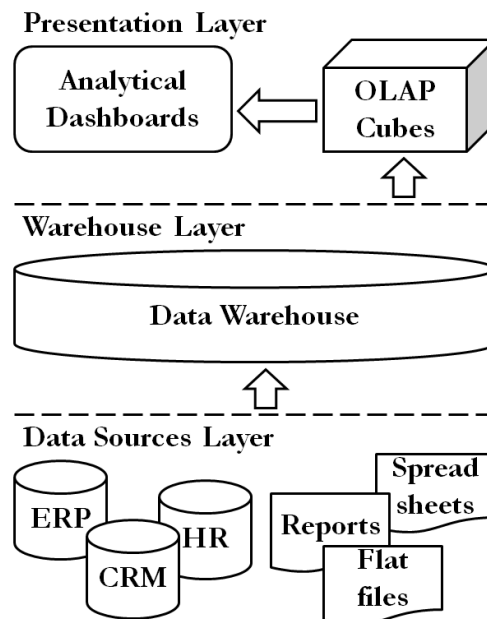 Presentation Layer
Analytical
Dashboards
OLAP
Cubes
Warehouse Layer
Data Warehouse
Data Sources Layer
ERP
CRM
HR
Reports
Spread
sheets
Flat
files